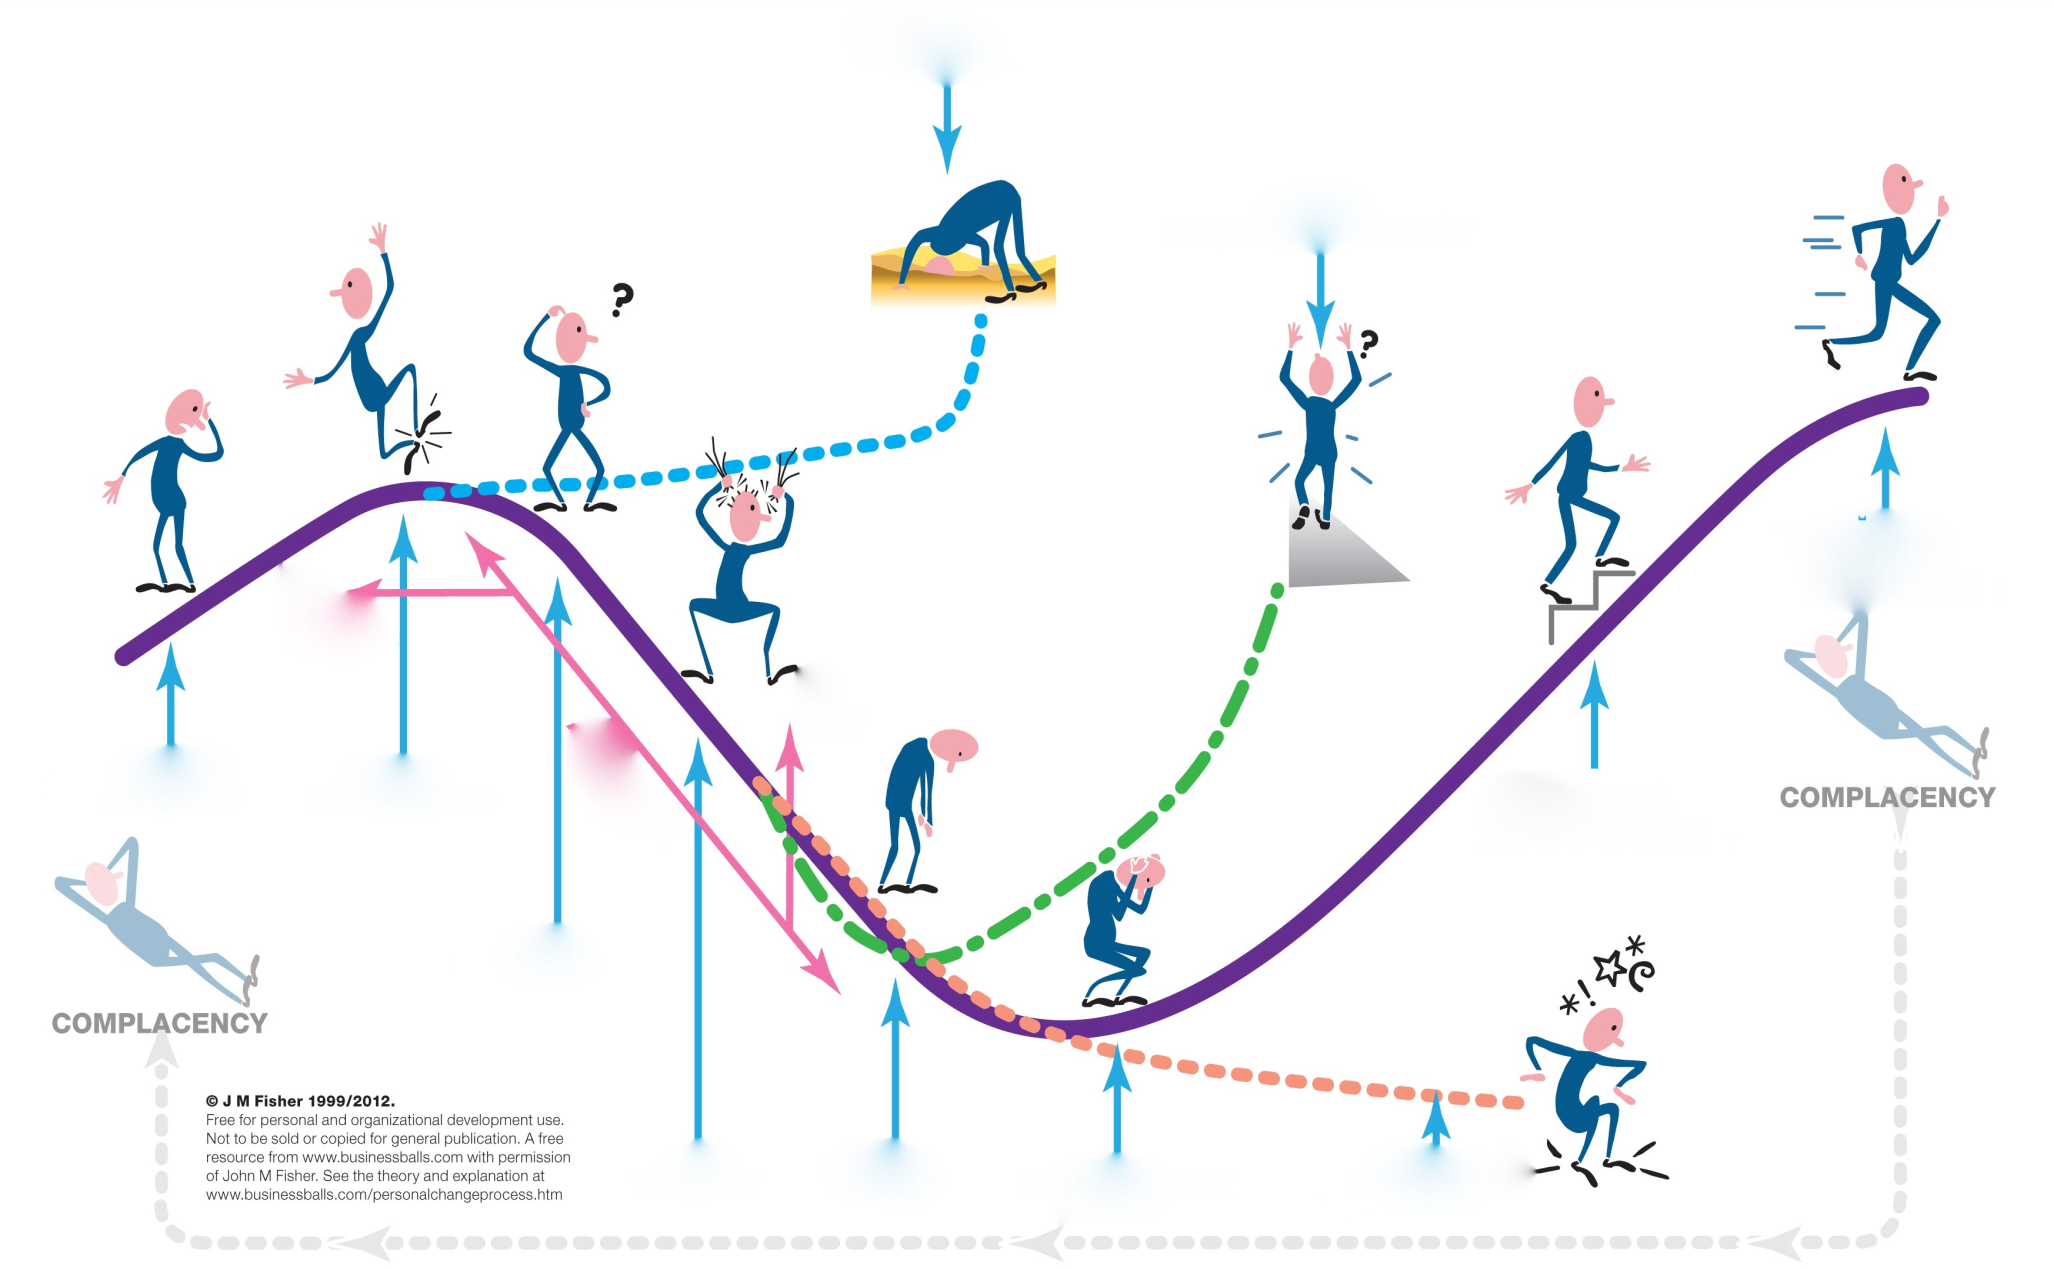 ?
?
COMPLACENCY
COMPLACENCY
© J M Fisher 1999/2012.
Free for personal and organizational development use.
Not to be sold or copied for general publication. A free
resource from www.businessballs.com with permission
of John M Fisher. See the theory and explanation at
www.businessballs.com/personalchangeprocess.htm